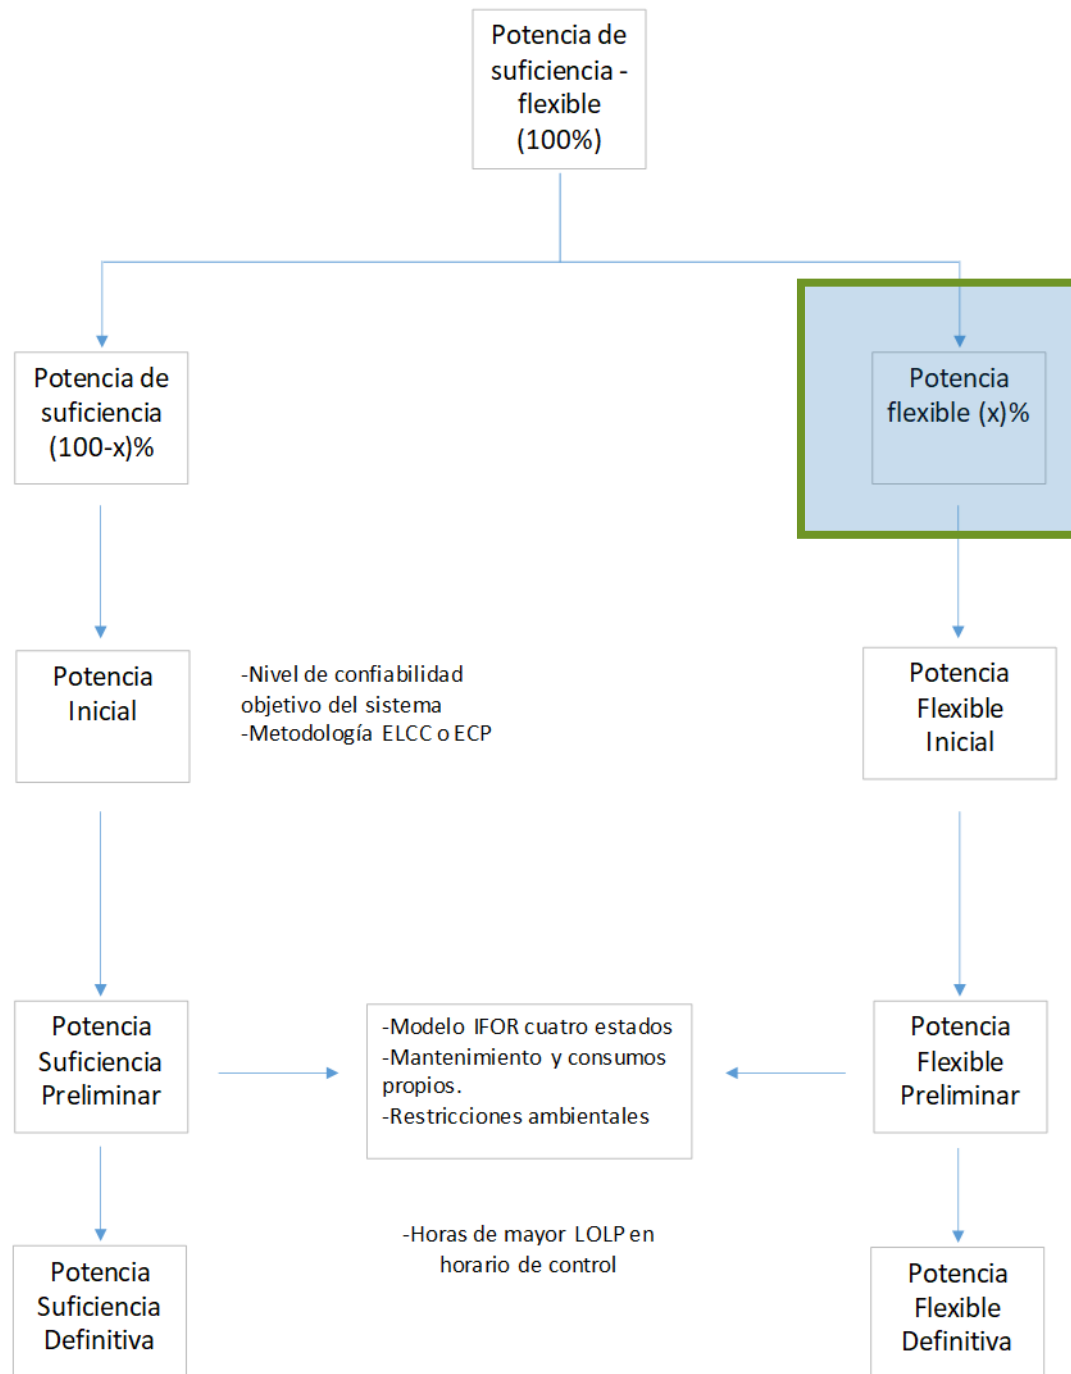 Potencia de
suficiencia -
flexible
(100%)
Potencia de
suficiencia
(100-x)%
Potencia
flexible (x)%
Potencia
Inicial
-Nivel de confiabilidad
objetivo del sistema
-Metodología ELCC o ECP
Potencia
Flexible
Inicial
Potencia
Suficiencia
Preliminar
-Modelo IFOR cuatro estados
-Mantenimiento y consumos
propios.
-Restricciones ambientales
Potencia
Flexible
Preliminar
-Horas de mayor LOLP en
horario de control
Potencia
Suficiencia
Definitiva
Potencia
Flexible
Definitiva